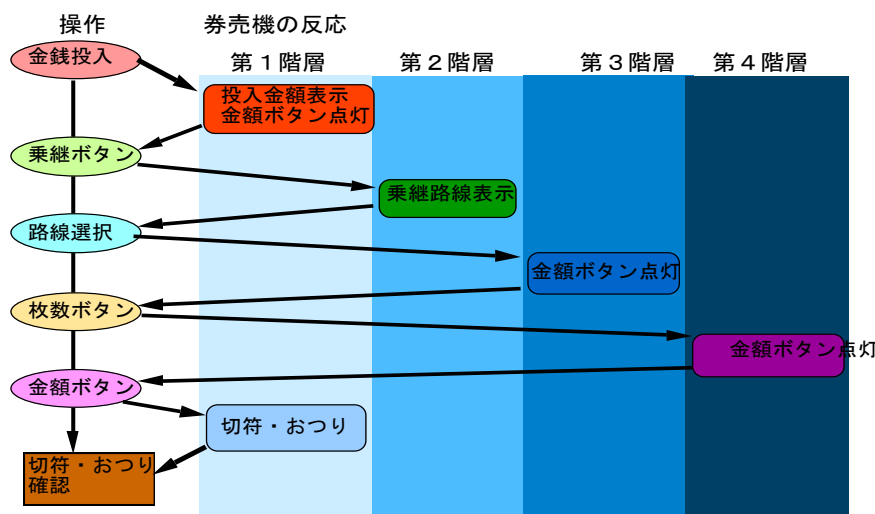 操作
券売機の反応
第１階層
第２階層
第３階層
第４階層
金銭投入
投入金額表示
金額ボタン点灯
乗継ボタン
乗継路線表示
路線選択
金額ボタン点灯
枚数ボタン
金額ボタン点灯
金額ボタン
切符・おつり
切符・おつり
確認